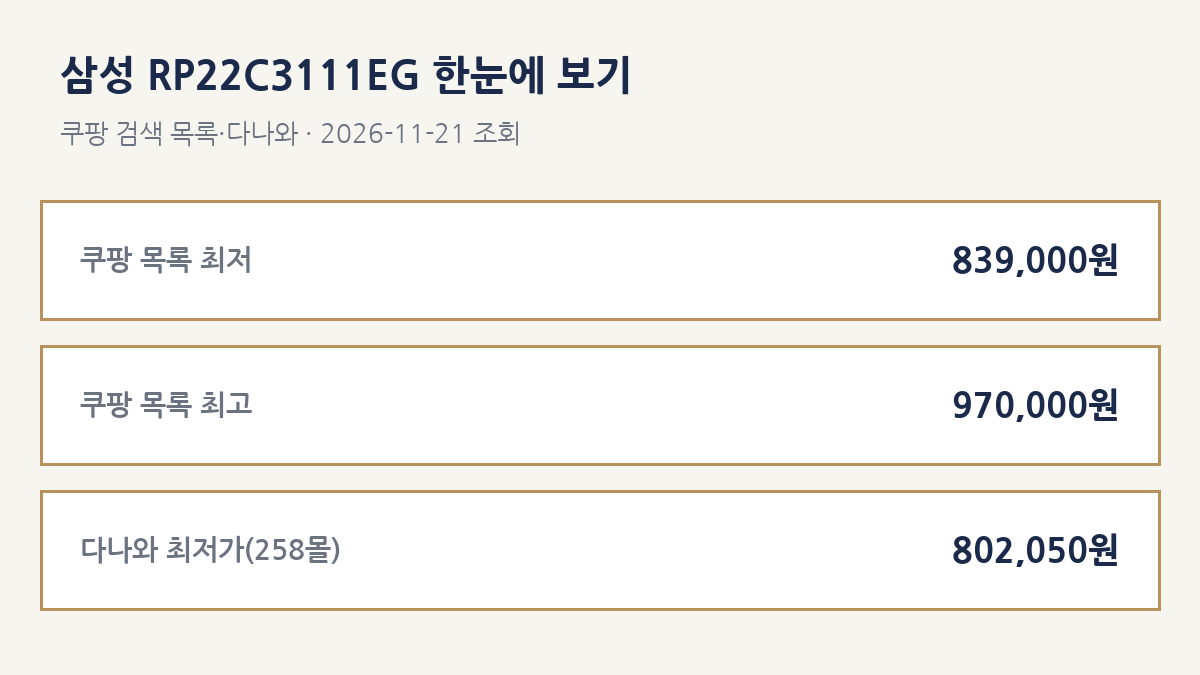 삼성 RP22C3111EG 한눈에 보기
쿠팡 검색 목록·다나와 · 2026-11-21 조회
쿠팡 목록 최저 839,000원
쿠팡 목록 최고 970,000원
다나와 최저가(258몰) 802,050원